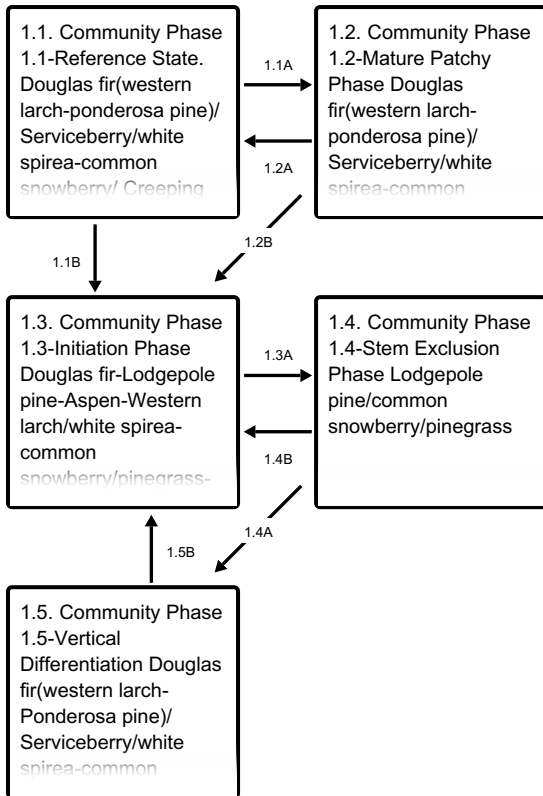 1.1. Community Phase
1.1-Reference State.
Douglas fir(western
larch-ponderosa pine)/
Serviceberry/white
spirea-common
snowberry/ Creeping
1.1A
1.2A
1.2. Community Phase
1.2-Mature Patchy
Phase Douglas
fir(western larch-
ponderosa pine)/
Serviceberry/white
spirea-common
1.1B
1.2B
1.3. Community Phase
1.3-Initiation Phase
Douglas fir-Lodgepole
pine-Aspen-Western
larch/white spirea-
common
snowberry/pinegrass-
1.3A
1.4B
1.4. Community Phase
1.4-Stem Exclusion
Phase Lodgepole
pine/common
snowberry/pinegrass
1.5B
1.4A
1.5. Community Phase
1.5-Vertical
Differentiation Douglas
fir(western larch-
Ponderosa pine)/
Serviceberry/white
spirea-common